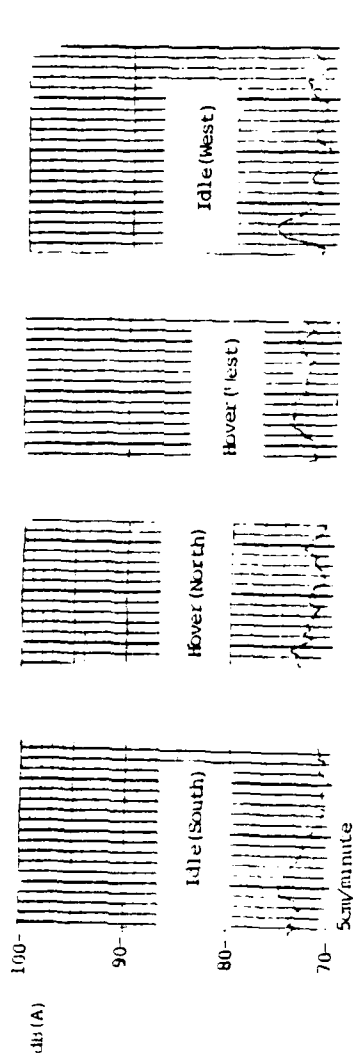 dB(A)
100-
90-
80-
70-
5cm/minute
Idle(South)
Hover(North)
Hover(West)
Idle(West)